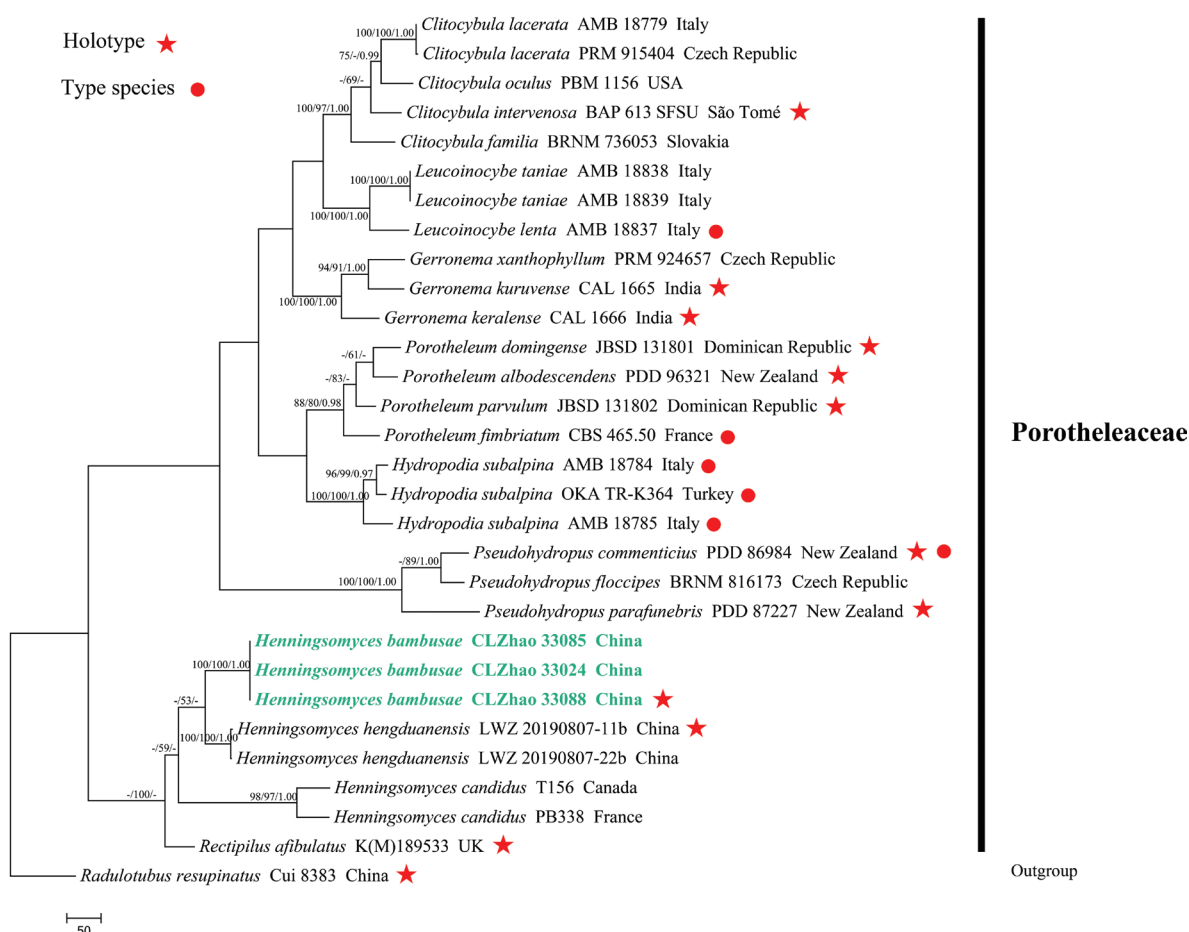 Holotype
Type species
100/100/1.00
Clitocybula lacerata AMB 18779 Italy
Clitocybula lacerata PRM 915404 Czech Republic
75/-/0.99
Clitocybula oculus PBM 1156 USA
-/69/-
Clitocybula intervenosa BAP 613 SFSU São Tomé
100/97/1.00
Clitocybula familia BRNM 736053 Slovakia
Leucoinocybe taniae AMB 18838 Italy
100/100/1.00
Leucoinocybe taniae AMB 18839 Italy
100/100/1.00
Leucoinocybe lenta AMB 18837 Italy
Gerronema xanthophyllum PRM 924657 Czech Republic
94/91/1.00
Gerronema kuruvense CAL 1665 India
100/100/1.00
Gerronema keralense CAL 1666 India
Porotheleum domingense JBSD 131801 Dominican Republic
-/61/-
Porotheleum albodescendens PDD 96321 New Zealand
-/83/-
Porotheleum parvulum JBSD 131802 Dominican Republic
88/80/0.98
Porotheleum fimbriatum CBS 465.50 France
Hydropodia subalpina AMB 18784 Italy
96/99/0.97
Hydropodia subalpina OKA TR-K364 Turkey
100/100/1.00
Hydropodia subalpina AMB 18785 Italy
Pseudohydropus commenticius PDD 86984 New Zealand
-/89/1.00
Pseudohydropus floccipes BRNM 816173 Czech Republic
100/100/1.00
Pseudohydropus parafunebris PDD 87227 New Zealand
Henningsomyces bambusae CLZhao 33085 China
100/100/1.00
Henningsomyces bambusae CLZhao 33024 China
Henningsomyces bambusae CLZhao 33088 China
-/53/-
Henningsomyces hengduanensis LWZ 20190807-11b China
100/100/1.00
Henningsomyces hengduanensis LWZ 20190807-22b China
-/59/-
Henningsomyces candidus T156 Canada
98/97/1.00
Henningsomyces candidus PB338 France
-/100/-
Rectipilus afibulatus K(M)189533 UK
Radulotubus resupinatus Cui 8383 China
Porotheleaceae
Outgroup
50